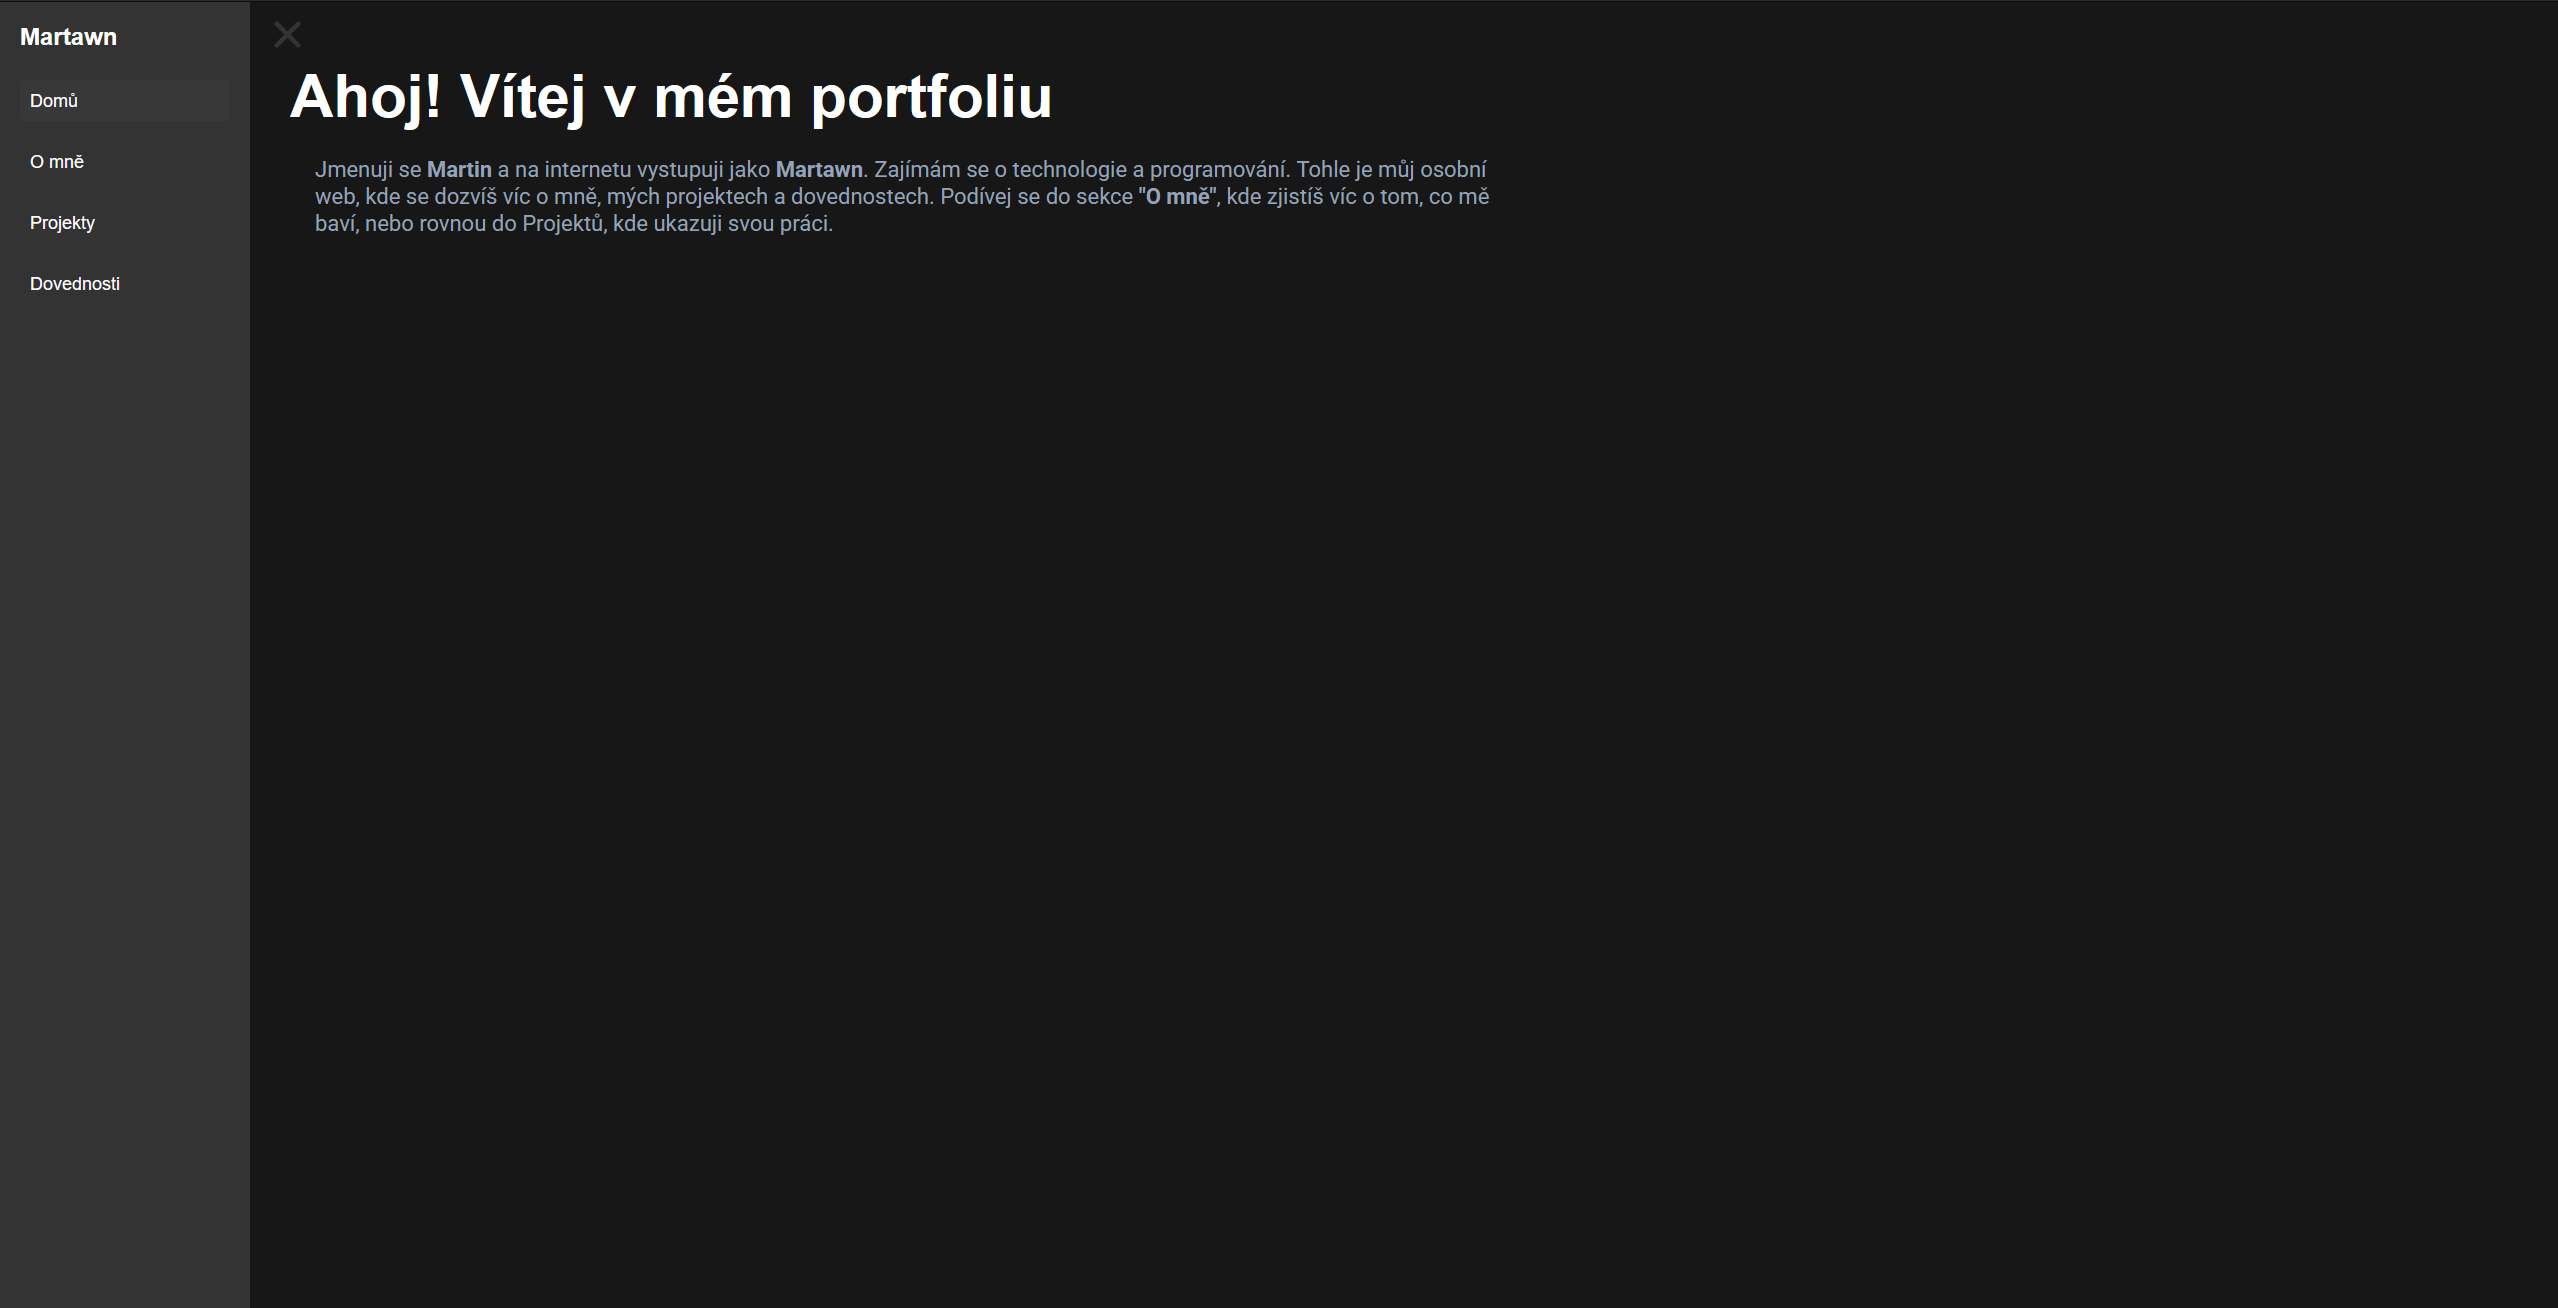 Martawn
Domů
O mně
Projekty
Dovednosti
Ahoj! Vítej v mém portfoliu
Jmenuji se Martin a na internetu vystupuji jako Martawn. Zajímám se o technologie a programování. Tohle je můj osobní
web, kde se dozvíš víc o mně, mých projektech a dovednostech. Podívej se do sekce "O mně", kde zjistíš víc o tom, co mě
baví, nebo rovnou do Projektů, kde ukazuji svou práci.